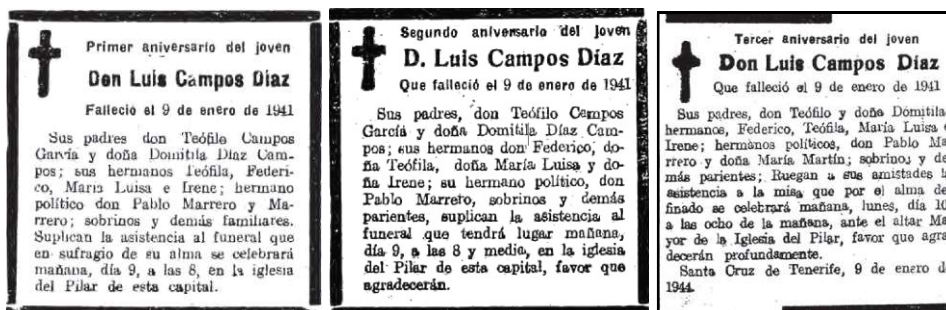 Primer aniversario del joven
Don Luis Campos Díaz
Falleció el 9 de enero de 1941
Sus padres don Teófilo Campos
García y doña Domitila Díaz Cam-
pos; sus hermanos Teófila, Federi-
co, María Luisa e Irene; hermano
político don Pablo Marrero y Ma-
rrero; sobrinos y demás familiares.
Suplican la asistencia al funeral que
en sufragio de su alma se celebrará
mañana, día 9, a las 8, en la iglesia
del Pilar de esta capital.
Segundo aniversario del joven
D. Luis Campos Díaz
Que falleció el 9 de enero de 1941
Sus padres, don Teófilo Campos
García y doña Domitila Díaz Cam-
pos; sus hermanos don Federico, do-
ña Teófila, doña María Luisa y do-
ña Irene; su hermano político, don
Pablo Marrero, sobrinos y demás
parientes, suplican la asistencia al
funeral que tendrá lugar mañana,
día 9, a las 8 y media, en la iglesia
del Pilar de esta capital, favor que
agradecerán.
Tercer aniversario del joven
Don Luis Campos Díaz
Que falleció el 9 de enero de 1941
Sus padres, don Teófilo y doña Domitila
hermanos, Federico, Teófila, María Luisa
Irene; hermanos políticos, don Pablo Ma
rrero y doña María Martín; sobrinos y de
más parientes; Ruegan a sus amistades la
asistencia a la misa que por el alma de
finado se celebrará mañana, lunes, día 10
a las ocho de la mañana, ante el altar Ma
yor de la Iglesia del Pilar, favor que agra
decerán profundamente.
Santa Cruz de Tenerife, 9 de enero d
1944